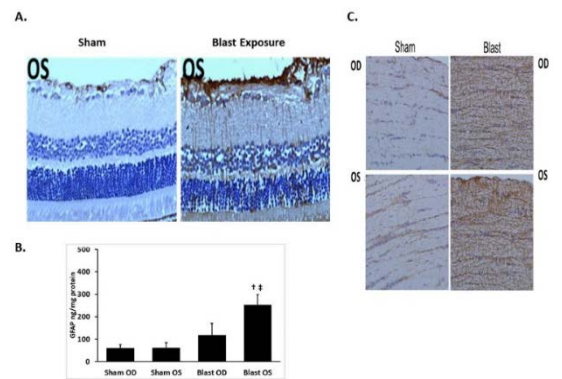 A.
Sham Blast Exposure
OS OS
B.
GFAP ng/mg protein
500
400
300
200
100
0
† ‡
Sham OD Sham OS Blast OD Blast OS
C.
Sham Blast
OD OD
OS OS